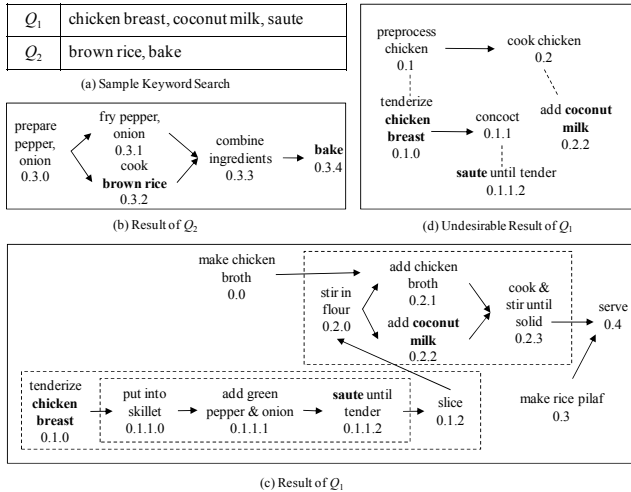 Q1 chicken breast, coconut milk, saute
Q2 brown rice, bake
(a) Sample Keyword Search
prepare
pepper,
onion
0.3.0
fry pepper,
onion
0.3.1
cook
brown rice
0.3.2
combine
ingredients
0.3.3
bake
0.3.4
(b) Result of Q2
preprocess
chicken
0.1
cook chicken
0.2
tenderize
chicken
breast
0.1.0
concoct
0.1.1
add coconut
milk
0.2.2
saute until tender
0.1.1.2
(d) Undesirable Result of Q1
make chicken
broth
0.0
stir in
flour
0.2.0
add chicken
broth
0.2.1
add coconut
milk
0.2.2
cook &
stir until
solid
0.2.3
serve
0.4
tenderize
chicken
breast
0.1.0
put into
skillet
0.1.1.0
add green
pepper & onion
0.1.1.1
saute until
tender
0.1.1.2
slice
0.1.2
make rice pilaf
0.3
(c) Result of Q1